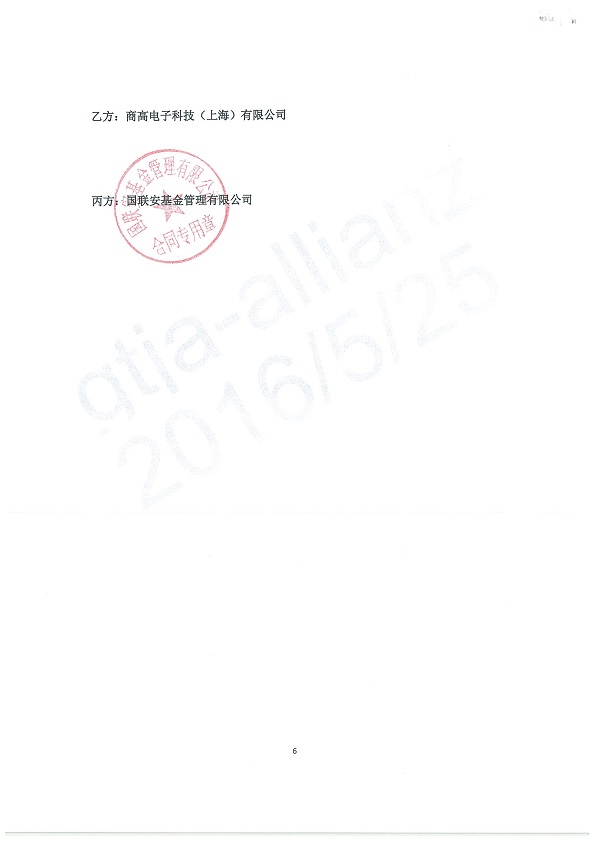 乙方：商高电子科技（上海）有限公司
国联安基金管理有限公司
丙方：国联安基金管理有限公司
合同专用章
gtja-allianz
2016/5/25
6